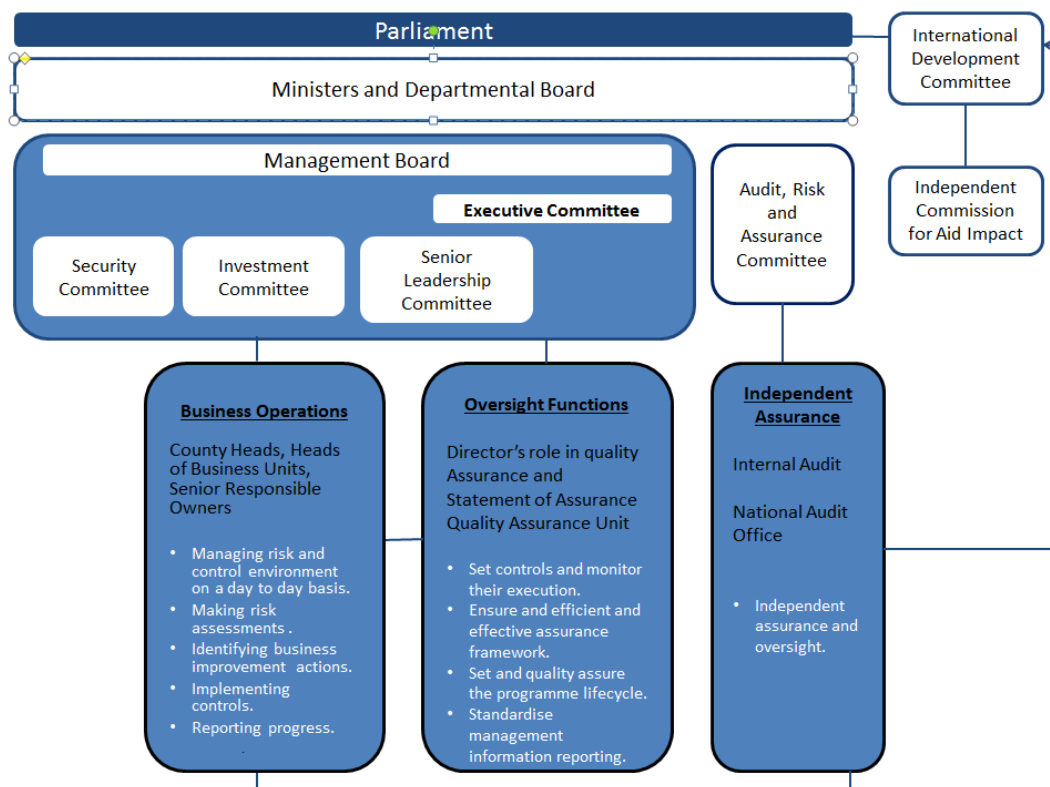 Parliament
International
Development
Committee
Ministers and Departmental Board
Management Board
Executive Committee
Security
Committee
Investment
Committee
Senior
Leadership
Committee
Audit, Risk
and
Assurance
Committee
Independent
Commission
for Aid Impact
Business Operations
County Heads, Heads
of Business Units,
Senior Responsible
Owners
• Managing risk and
control environment
on a day to day basis.
• Making risk
assessments .
• Identifying business
improvement actions.
• Implementing
controls.
• Reporting progress.
Oversight Functions
Director's role in quality
Assurance and
Statement of Assurance
Quality Assurance Unit
• Set controls and monitor
their execution.
• Ensure and efficient and
effective assurance
framework.
• Set and quality assure
the programme lifecycle.
• Standardise
management
information reporting.
Independent
Assurance
Internal Audit
National Audit
Office
• Independent
assurance and
oversight.